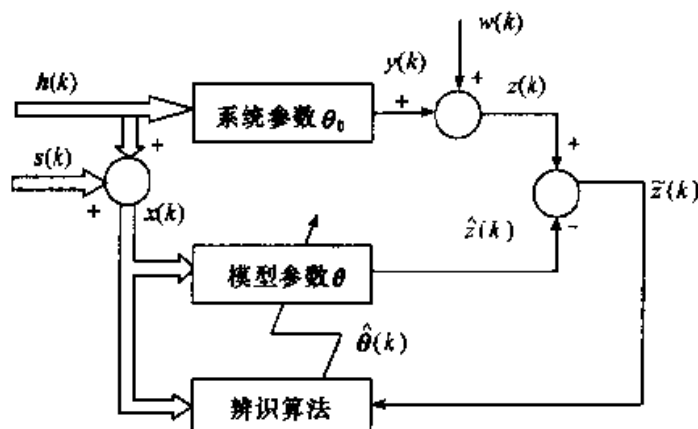 w(k)
y(k)
h(k)
+
z(k)
系统参数 θ₀
+
+
s(k)
+
+
x(k)
z̃(k)
ẑ(k)
-
模型参数 θ
θ̂(k)
辨识算法